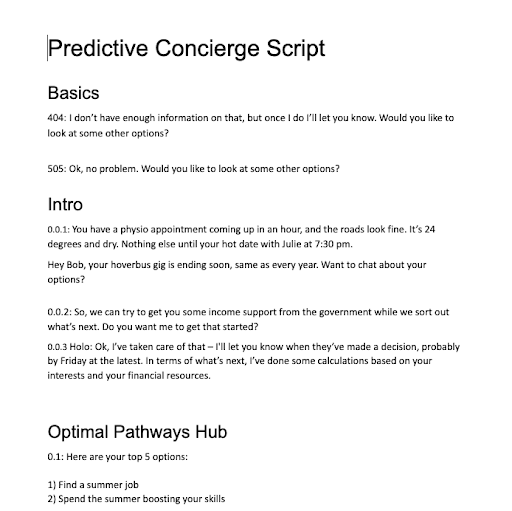 Predictive Concierge Script
Basics
404: I don't have enough information on that, but once I do I'll let you know. Would you like to
look at some other options?
505: Ok, no problem. Would you like to look at some other options?
Intro
0.0.1: You have a physio appointment coming up in an hour, and the roads look fine. It's 24
degrees and dry. Nothing else until your hot date with Julie at 7:30 pm.
Hey Bob, your hoverbus gig is ending soon, same as every year. Want to chat about your
options?
0.0.2: So, we can try to get you some income support from the government while we sort out
what's next. Do you want me to get that started?
0.0.3 Holo: Ok, I've taken care of that – I'll let you know when they've made a decision, probably
by Friday at the latest. In terms of what's next, I've done some calculations based on your
interests and your financial resources.
Optimal Pathways Hub
0.1: Here are your top 5 options:
1) Find a summer job
2) Spend the summer boosting your skills